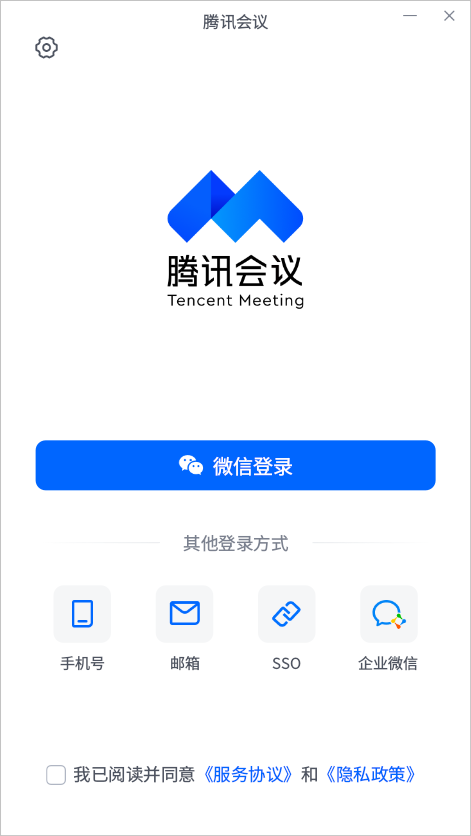 腾讯会议
腾讯会议
Tencent Meeting
微信登录
其他登录方式
手机号 邮箱 SSO 企业微信
我已阅读并同意《服务协议》和《隐私政策》